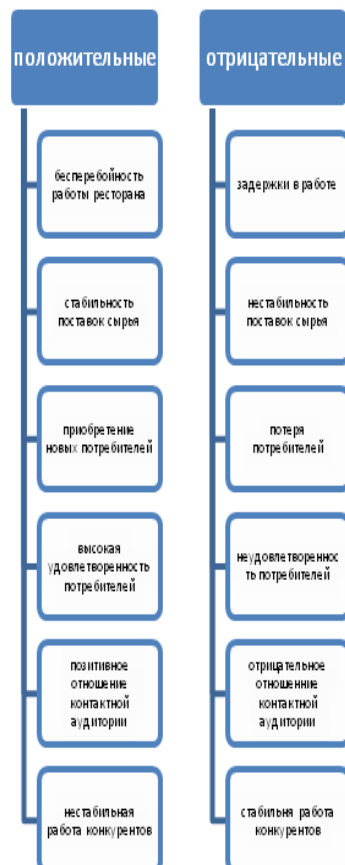 положительные
бесперебойность
работы ресторана
стабильность
поставок сырья
приобретение
новых потребителей
высокая
удовлетворенность
потребителей
позитивное
отношение
контактной
аудитории
нестабильная
работа конкурентов
отрицательные
задержки в работе
нестабильность
поставок сырья
потеря
потребителей
неудовлетвореннос
ть потребителей
отрицательное
отношение
контактной
аудитории
стабильня работа
конкурентов